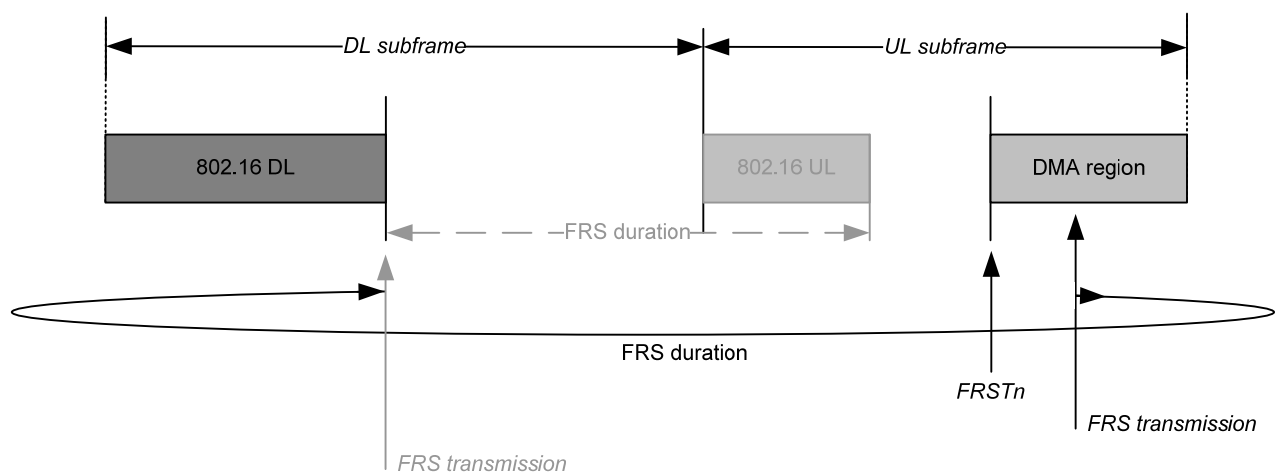 DL subframe
UL subframe
802.16 DL
802.16 UL
DMA region
FRS duration
FRS duration
FRSTn
FRS transmission
FRS transmission